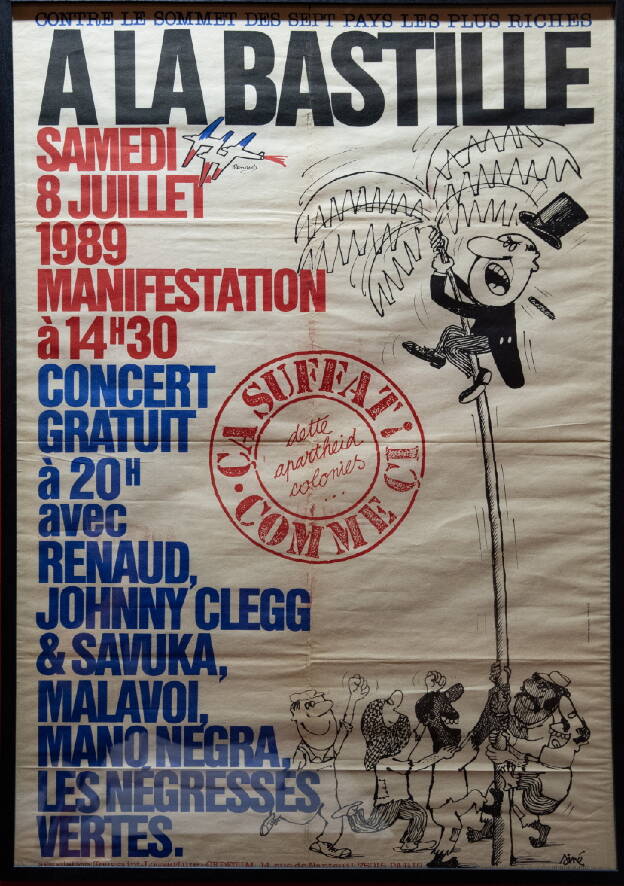 CONTRE LE SOMMET DES SEPT PAYS LES PLUS RICHES
A LA BASTILLE
SAMEDI
8 JUILLET
1989
MANIFESTATION
à 14H30
CONCERT
GRATUIT
à 20H
avec
RENAUD,
JOHNNY CLEGG
& SAVUKA,
MALAVOI,
MANO NEGRA,
LES NÉGRESSES
VERTES.
ÇA SUFFAT COMME CI
dette
apartheid
colonies
...
siné